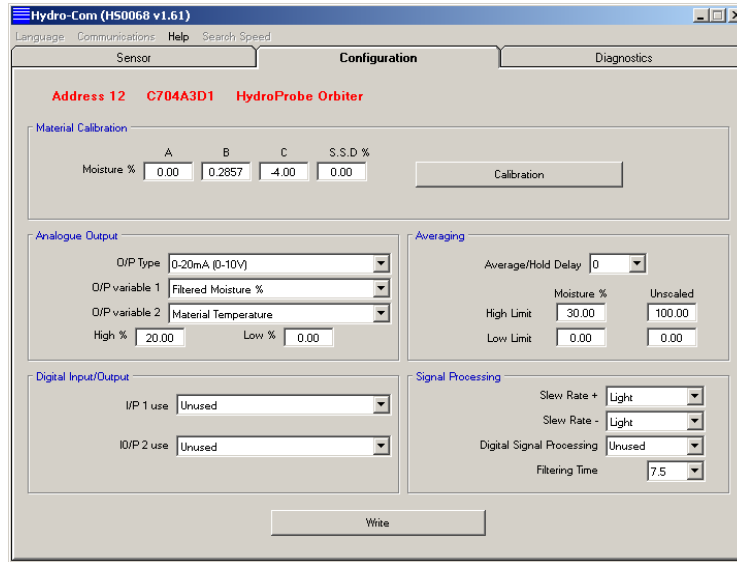 Hydro-Com (HS0068 v1.61)
Language Communications Help Search Speed
Sensor Configuration Diagnostics
Address 12 C704A3D1 HydroProbe Orbiter
Material Calibration
A B C S.S.D %
Moisture % 0.00 0.2857 -4.00 0.00 Calibration
Analogue Output
O/P Type 0-20mA (0-10V)
O/P variable 1 Filtered Moisture %
O/P variable 2 Material Temperature
High % 20.00 Low % 0.00
Averaging
Average/Hold Delay 0
Moisture % Unscaled
High Limit 30.00 100.00
Low Limit 0.00 0.00
Digital Input/Output
I/P 1 use Unused
IO/P 2 use Unused
Signal Processing
Slew Rate + Light
Slew Rate - Light
Digital Signal Processing Unused
Filtering Time 7.5
Write